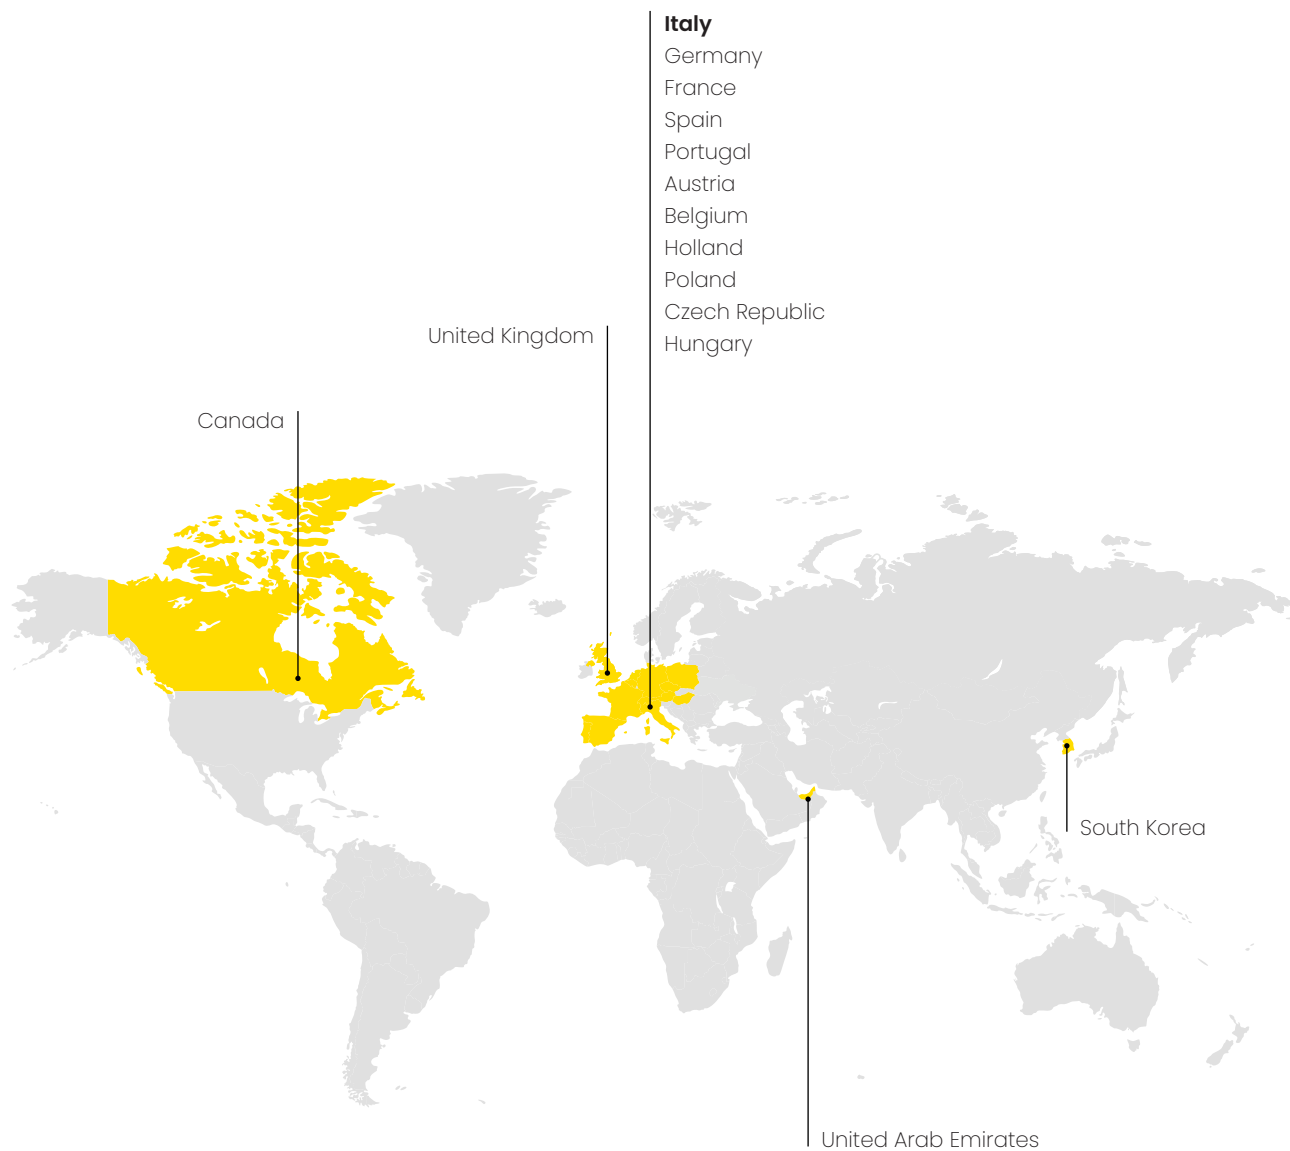 Italy
Germany
France
Spain
Portugal
Austria
Belgium
Holland
Poland
Czech Republic
Hungary
United Kingdom
Canada
South Korea
United Arab Emirates